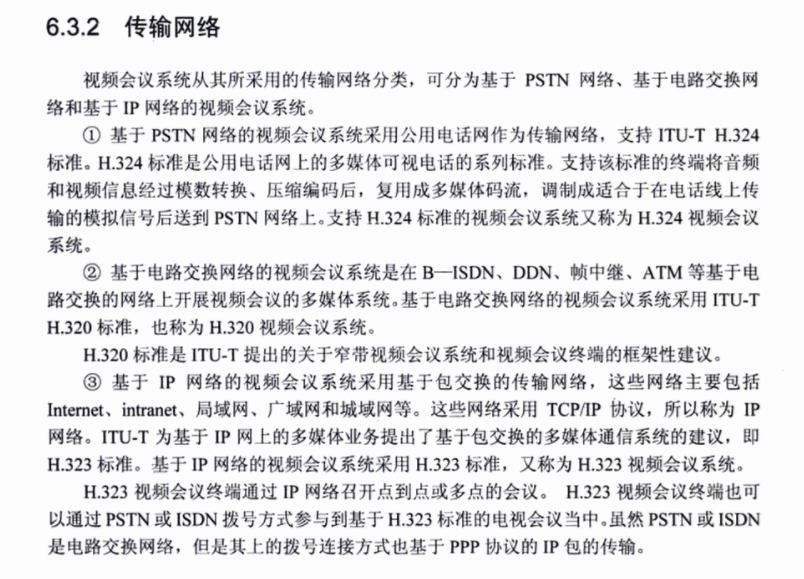 6.3.2 传输网络
视频会议系统从其所采用的传输网络分类，可分为基于 PSTN 网络、基于电路交换网
络和基于 IP 网络的视频会议系统。
① 基于 PSTN 网络的视频会议系统采用公用电话网作为传输网络，支持 ITU-T H.324
标准。H.324 标准是公用电话网上的多媒体可视电话的系列标准。支持该标准的终端将音频
和视频信息经过模数转换、压缩编码后，复用成多媒体码流，调制成适合于在电话线上传
输的模拟信号后送到 PSTN 网络上。支持 H.324 标准的视频会议系统又称为 H.324 视频会议
系统。
② 基于电路交换网络的视频会议系统是在 B—ISDN、DDN、帧中继、ATM 等基于电
路交换的网络上开展视频会议的多媒体系统。基于电路交换网络的视频会议系统采用 ITU-T
H.320 标准，也称为 H.320 视频会议系统。
H.320 标准是 ITU-T 提出的关于窄带视频会议系统和视频会议终端的框架性建议。
③ 基于 IP 网络的视频会议系统采用基于包交换的传输网络，这些网络主要包括
Internet、intranet、局域网、广域网和城域网等。这些网络采用 TCP/IP 协议，所以称为 IP
网络。ITU-T 为基于 IP 网上的多媒体业务提出了基于包交换的多媒体通信系统的建议，即
H.323 标准。基于 IP 网络的视频会议系统采用 H.323 标准，又称为 H.323 视频会议系统。
H.323 视频会议终端通过 IP 网络召开点到点或多点的会议。 H.323 视频会议终端也可
以通过 PSTN 或 ISDN 拨号方式参与到基于 H.323 标准的电视会议当中。虽然 PSTN 或 ISDN
是电路交换网络，但是其上的拨号连接方式也基于 PPP 协议的 IP 包的传输。